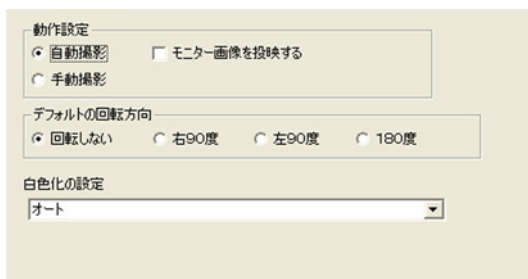 動作設定
自動撮影 モニター画像を投映する
手動撮影
デフォルトの回転方向
回転しない 右90度 左90度 180度
白色化の設定
オート